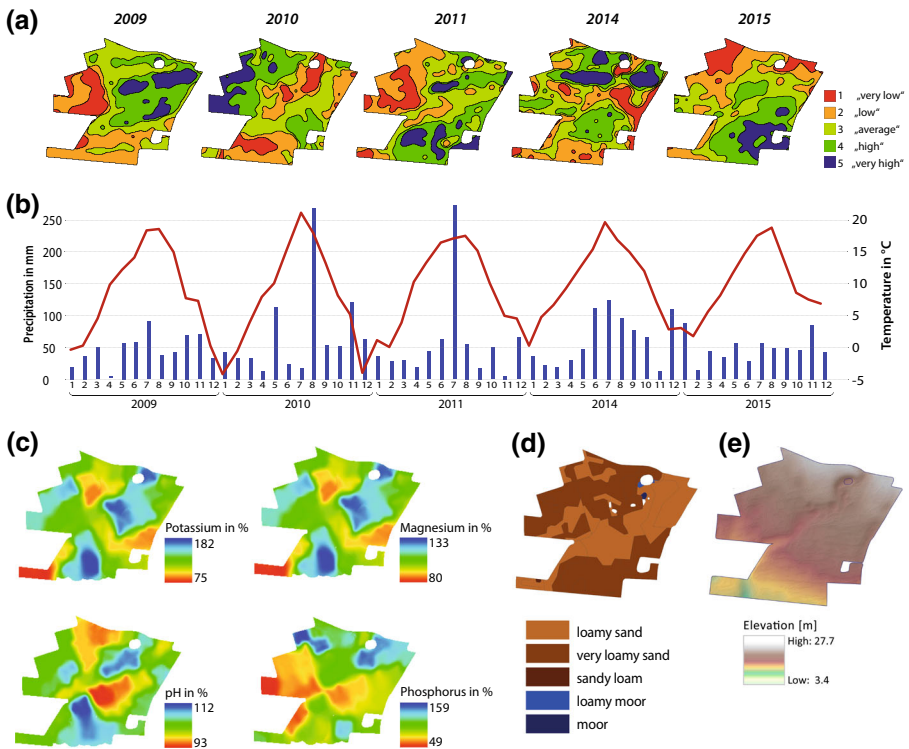 2009 2010 2011 2014 2015
(a)
1 „very low“
2 „low“
3 „average“
4 „high“
5 „very high“
(b)
Precipitation in mm
250
200
150
100
50
0
Temperature in °C
20
15
10
5
0
-5
1 2 3 4 5 6 7 8 9 10 11 12 1 2 3 4 5 6 7 8 9 10 11 12 1 2 3 4 5 6 7 8 9 10 11 12 1 2 3 4 5 6 7 8 9 10 11 12 1 2 3 4 5 6 7 8 9 10 11 12
2009 2010 2011 2014 2015
(c)
Potassium in %
182
75
Magnesium in %
133
80
pH in %
112
93
Phosphorus in %
159
49
(d)
loamy sand
very loamy sand
sandy loam
loamy moor
moor
(e)
Elevation [m]
High: 27.7
Low: 3.4